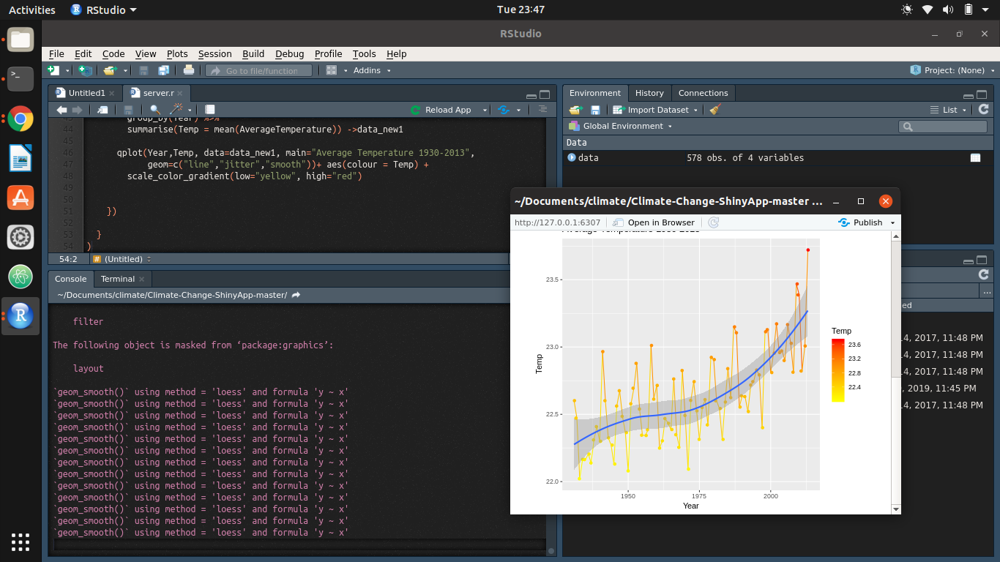 Activities RStudio Tue 23:47
RStudio
File Edit Code View Plots Session Build Debug Profile Tools Help
Go to file/function Addins Project: (None)
Untitled1 server.r
Reload App
group_by(Year) %>%
44 summarise(Temp = mean(AverageTemperature)) ->data_new1
45
46 qplot(Year,Temp, data=data_new1, main="Average Temperature 1930-2013",
47 geom=c("line","jitter","smooth"))+ aes(colour = Temp) +
48 scale_color_gradient(low="yellow", high="red")
49
50
51 })
52
53 }
54 )
54:2 # (Untitled)
Console Terminal
~/Documents/climate/Climate-Change-ShinyApp-master/
filter
The following object is masked from ‘package:graphics’:
layout
`geom_smooth()` using method = 'loess' and formula 'y ~ x'
`geom_smooth()` using method = 'loess' and formula 'y ~ x'
`geom_smooth()` using method = 'loess' and formula 'y ~ x'
`geom_smooth()` using method = 'loess' and formula 'y ~ x'
`geom_smooth()` using method = 'loess' and formula 'y ~ x'
`geom_smooth()` using method = 'loess' and formula 'y ~ x'
`geom_smooth()` using method = 'loess' and formula 'y ~ x'
`geom_smooth()` using method = 'loess' and formula 'y ~ x'
`geom_smooth()` using method = 'loess' and formula 'y ~ x'
`geom_smooth()` using method = 'loess' and formula 'y ~ x'
`geom_smooth()` using method = 'loess' and formula 'y ~ x'
`geom_smooth()` using method = 'loess' and formula 'y ~ x'
`geom_smooth()` using method = 'loess' and formula 'y ~ x'
Environment History Connections
Import Dataset List
Global Environment
Data
data 578 obs. of 4 variables
~/Documents/climate/Climate-Change-ShinyApp-master ...
http://127.0.0.1:6307 Open in Browser Publish
23.5
23.0
22.5
22.0
Temp
1950 1975 2000
Year
Temp
23.6
23.2
22.8
22.4
...
ed
4, 2017, 11:48 PM
4, 2017, 11:48 PM
4, 2017, 11:48 PM
, 2019, 11:45 PM
4, 2017, 11:48 PM